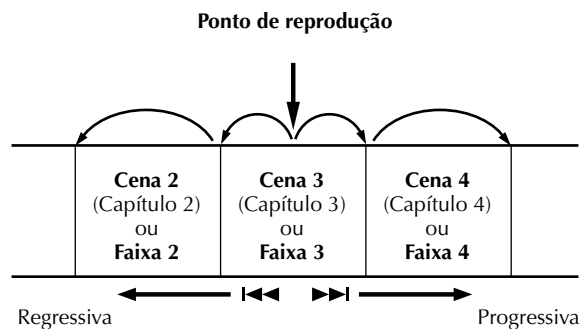 Ponto de reprodução
Cena 2
(Capítulo 2)
ou
Faixa 2
Cena 3
(Capítulo 3)
ou
Faixa 3
Cena 4
(Capítulo 4)
ou
Faixa 4
Regressiva
Progressiva